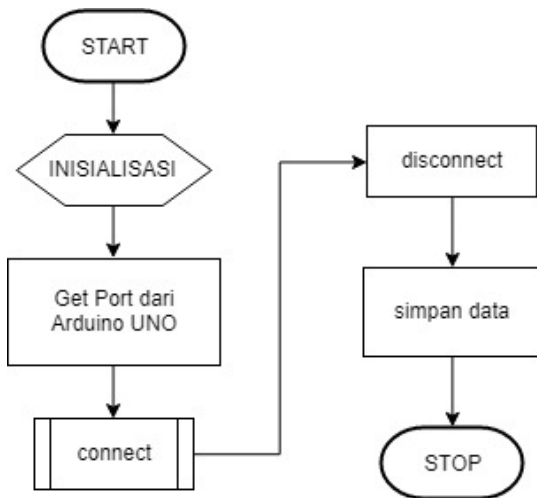 START
INISIALISASI
Get Port dari
Arduino UNO
connect
disconnect
simpan data
STOP